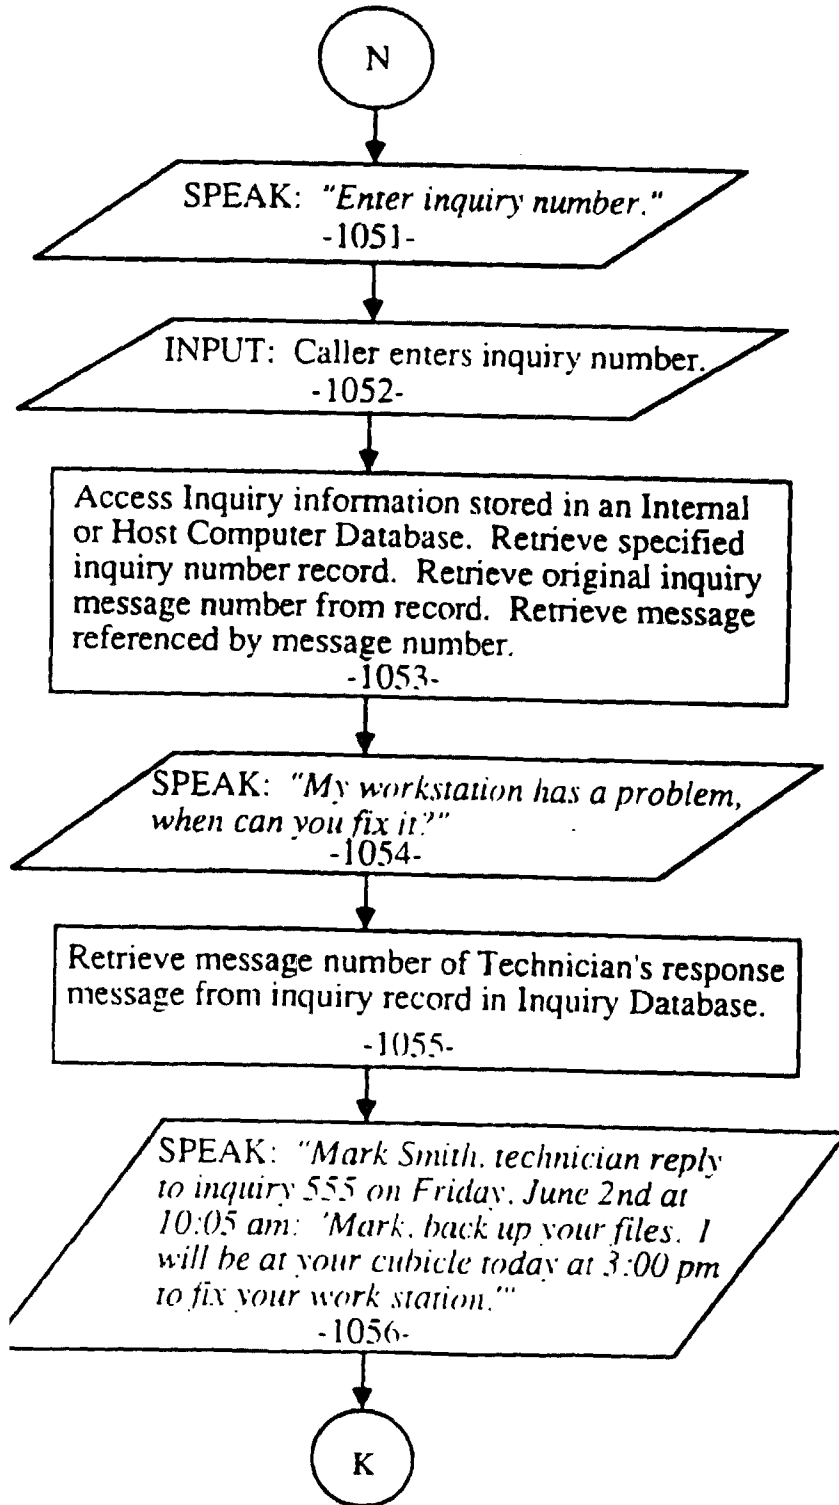 N
SPEAK: "Enter inquiry number."
-1051-
INPUT: Caller enters inquiry number.
-1052-
Access Inquiry information stored in an Internal
or Host Computer Database. Retrieve specified
inquiry number record. Retrieve original inquiry
message number from record. Retrieve message
referenced by message number.
-1053-
SPEAK: "My workstation has a problem,
when can you fix it?"
-1054-
Retrieve message number of Technician's response
message from inquiry record in Inquiry Database.
-1055-
SPEAK: "Mark Smith, technician reply
to inquiry 555 on Friday, June 2nd at
10:05 am: 'Mark, back up your files. I
will be at your cubicle today at 3:00 pm
to fix your work station.'"
-1056-
K